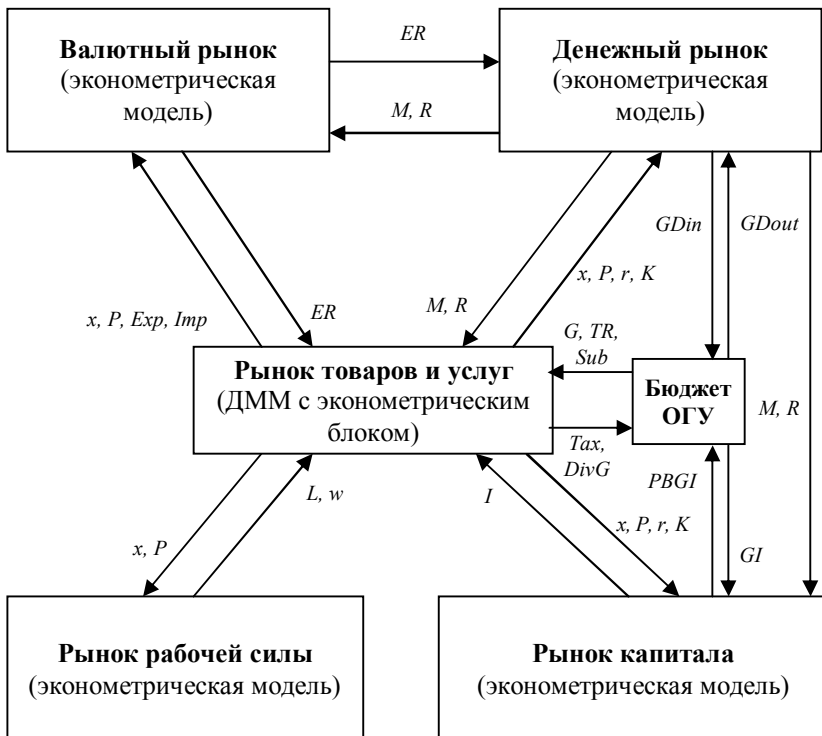 Валютный рынок
(эконометрическая
модель)
ER
M, R
Денежный рынок
(эконометрическая
модель)
GDin
GDout
x, P, r, K
x, P, Exp, Imp
ER
M, R
G, TR,
Sub
Рынок товаров и услуг
(ДММ с эконометрическим
блоком)
Бюджет
ОГУ
M, R
Tax,
DivG
PBGI
L, w
I
x, P, r, K
x, P
GI
Рынок рабочей силы
(эконометрическая модель)
Рынок капитала
(эконометрическая модель)